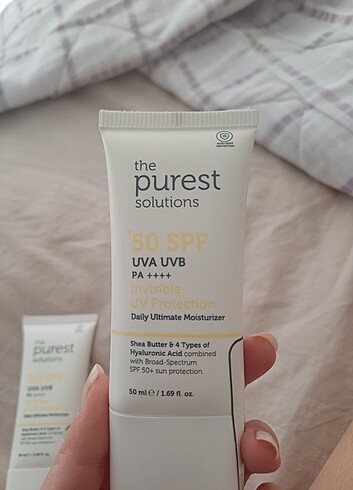 the
purest
solutions
+50 SPF
UVA UVB
PA ++++
Invisible
UV Protection
Daily Ultimate Moisturizer
Shea Butter & 4 Types of
Hyaluronic Acid combined
with Broad-Spectrum
SPF 50+ sun protection.
50 ml ℮ / 1.69 fl. oz.
the
purest
solutions
50 SPF
UVA UVB
Daily Ultimate Moisturizer